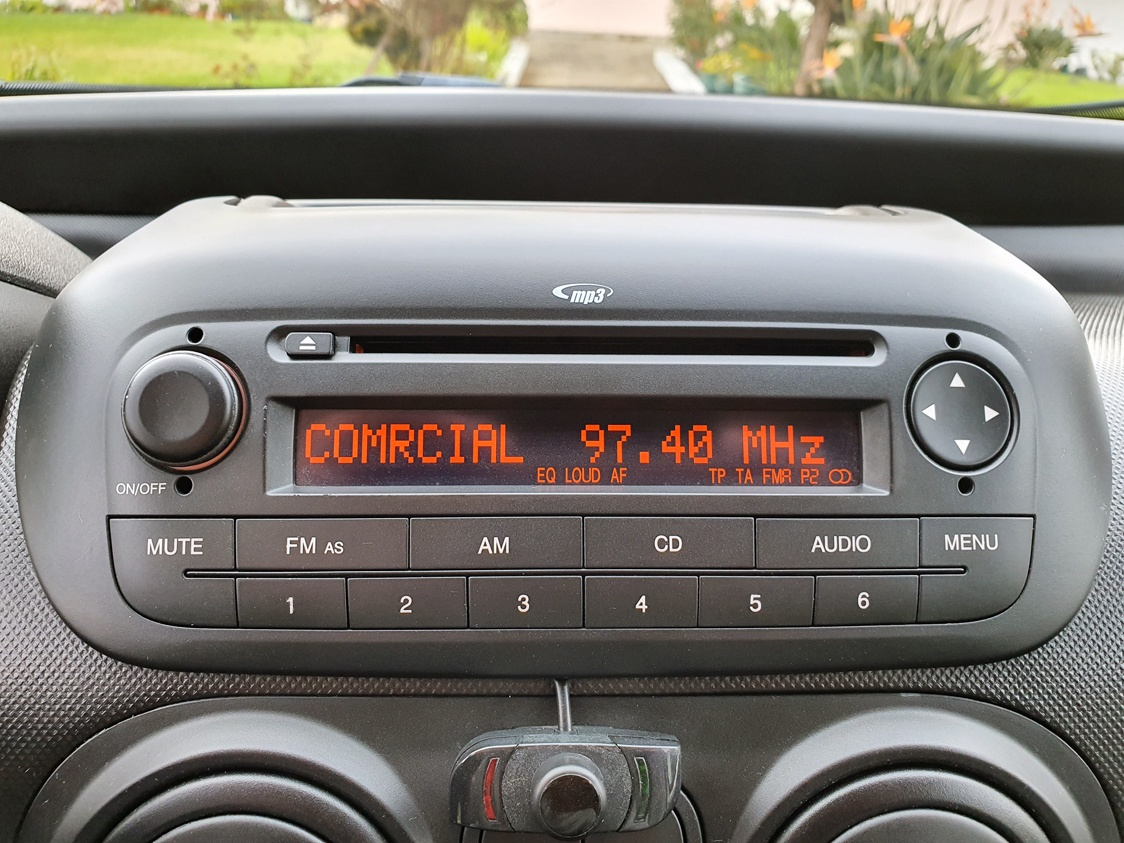 mp3
COMRCIAL 97.40 MHz
EQ LOUD AF TP TA FMA P2
ON/OFF
MUTE FM AS AM CD AUDIO MENU
1 2 3 4 5 6